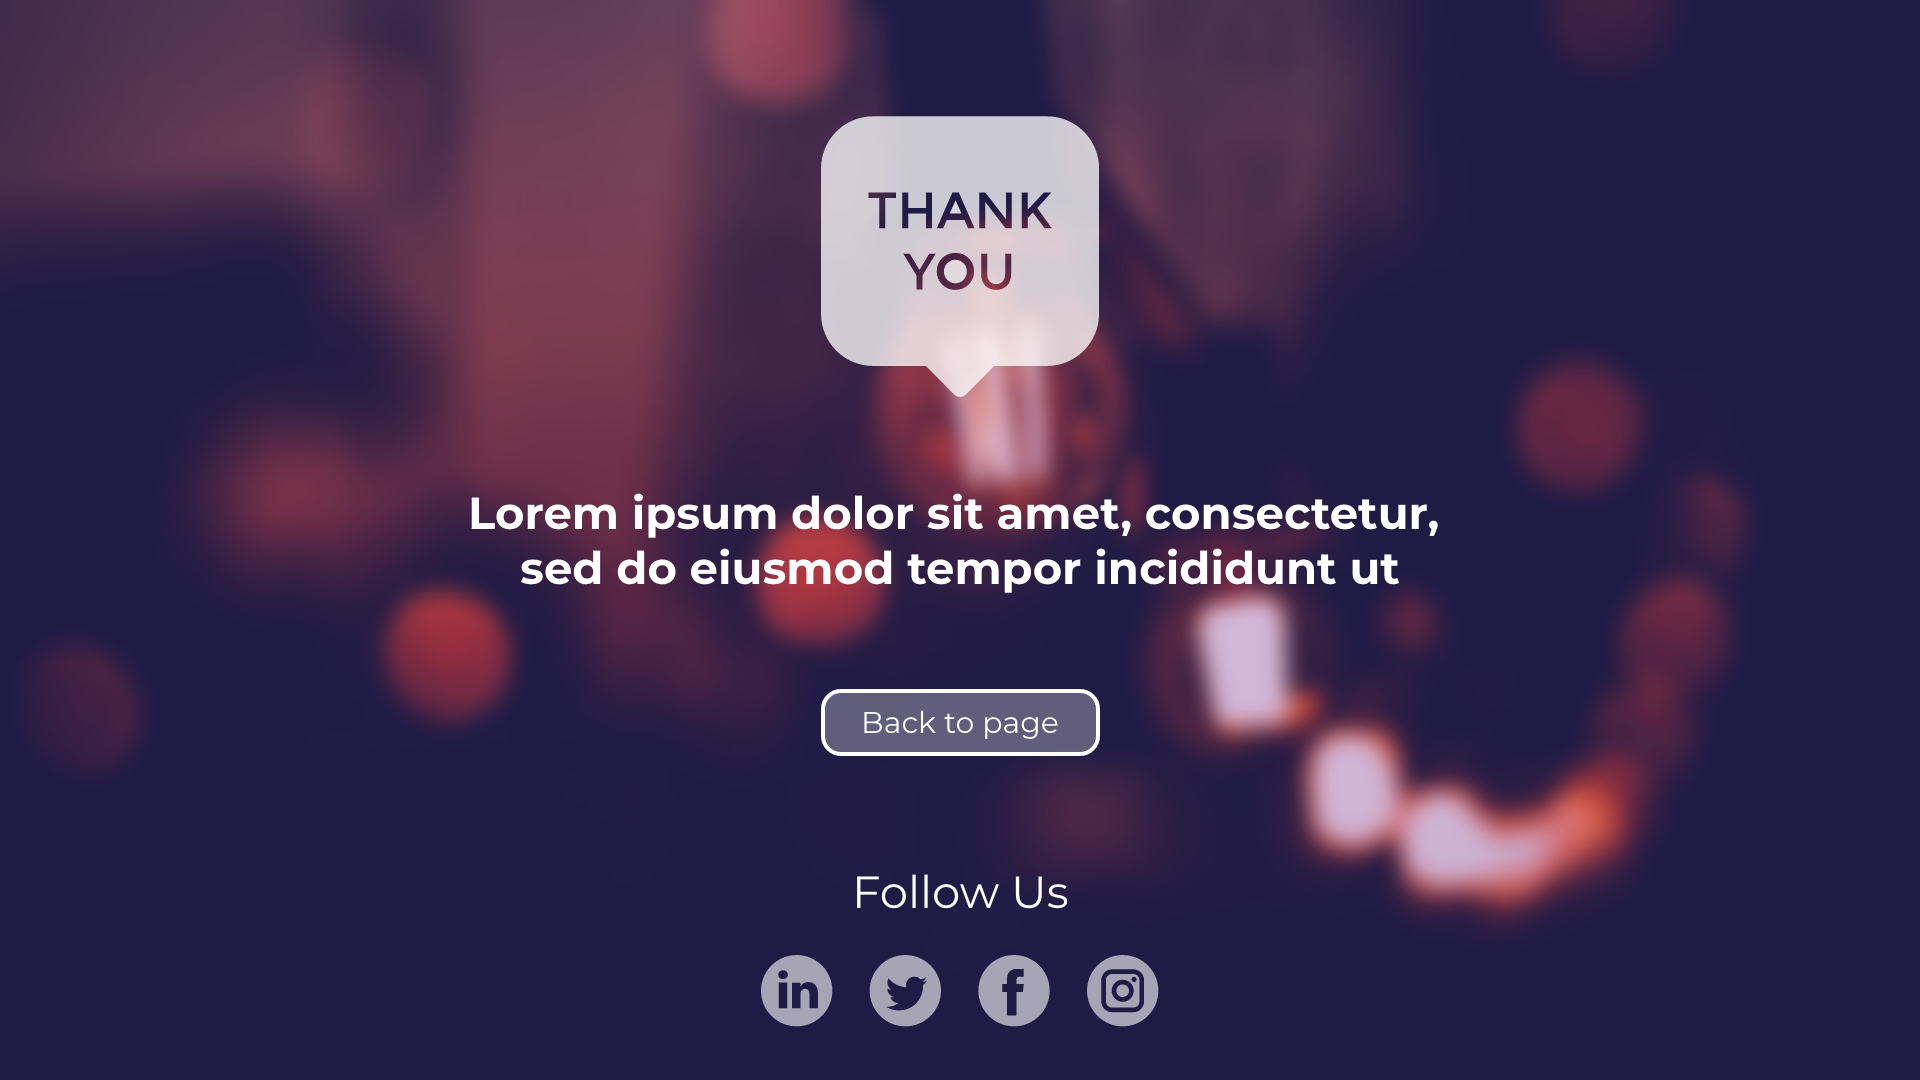 THANK
YOU
Lorem ipsum dolor sit amet, consectetur,
sed do eiusmod tempor incididunt ut
Back to page
Follow Us